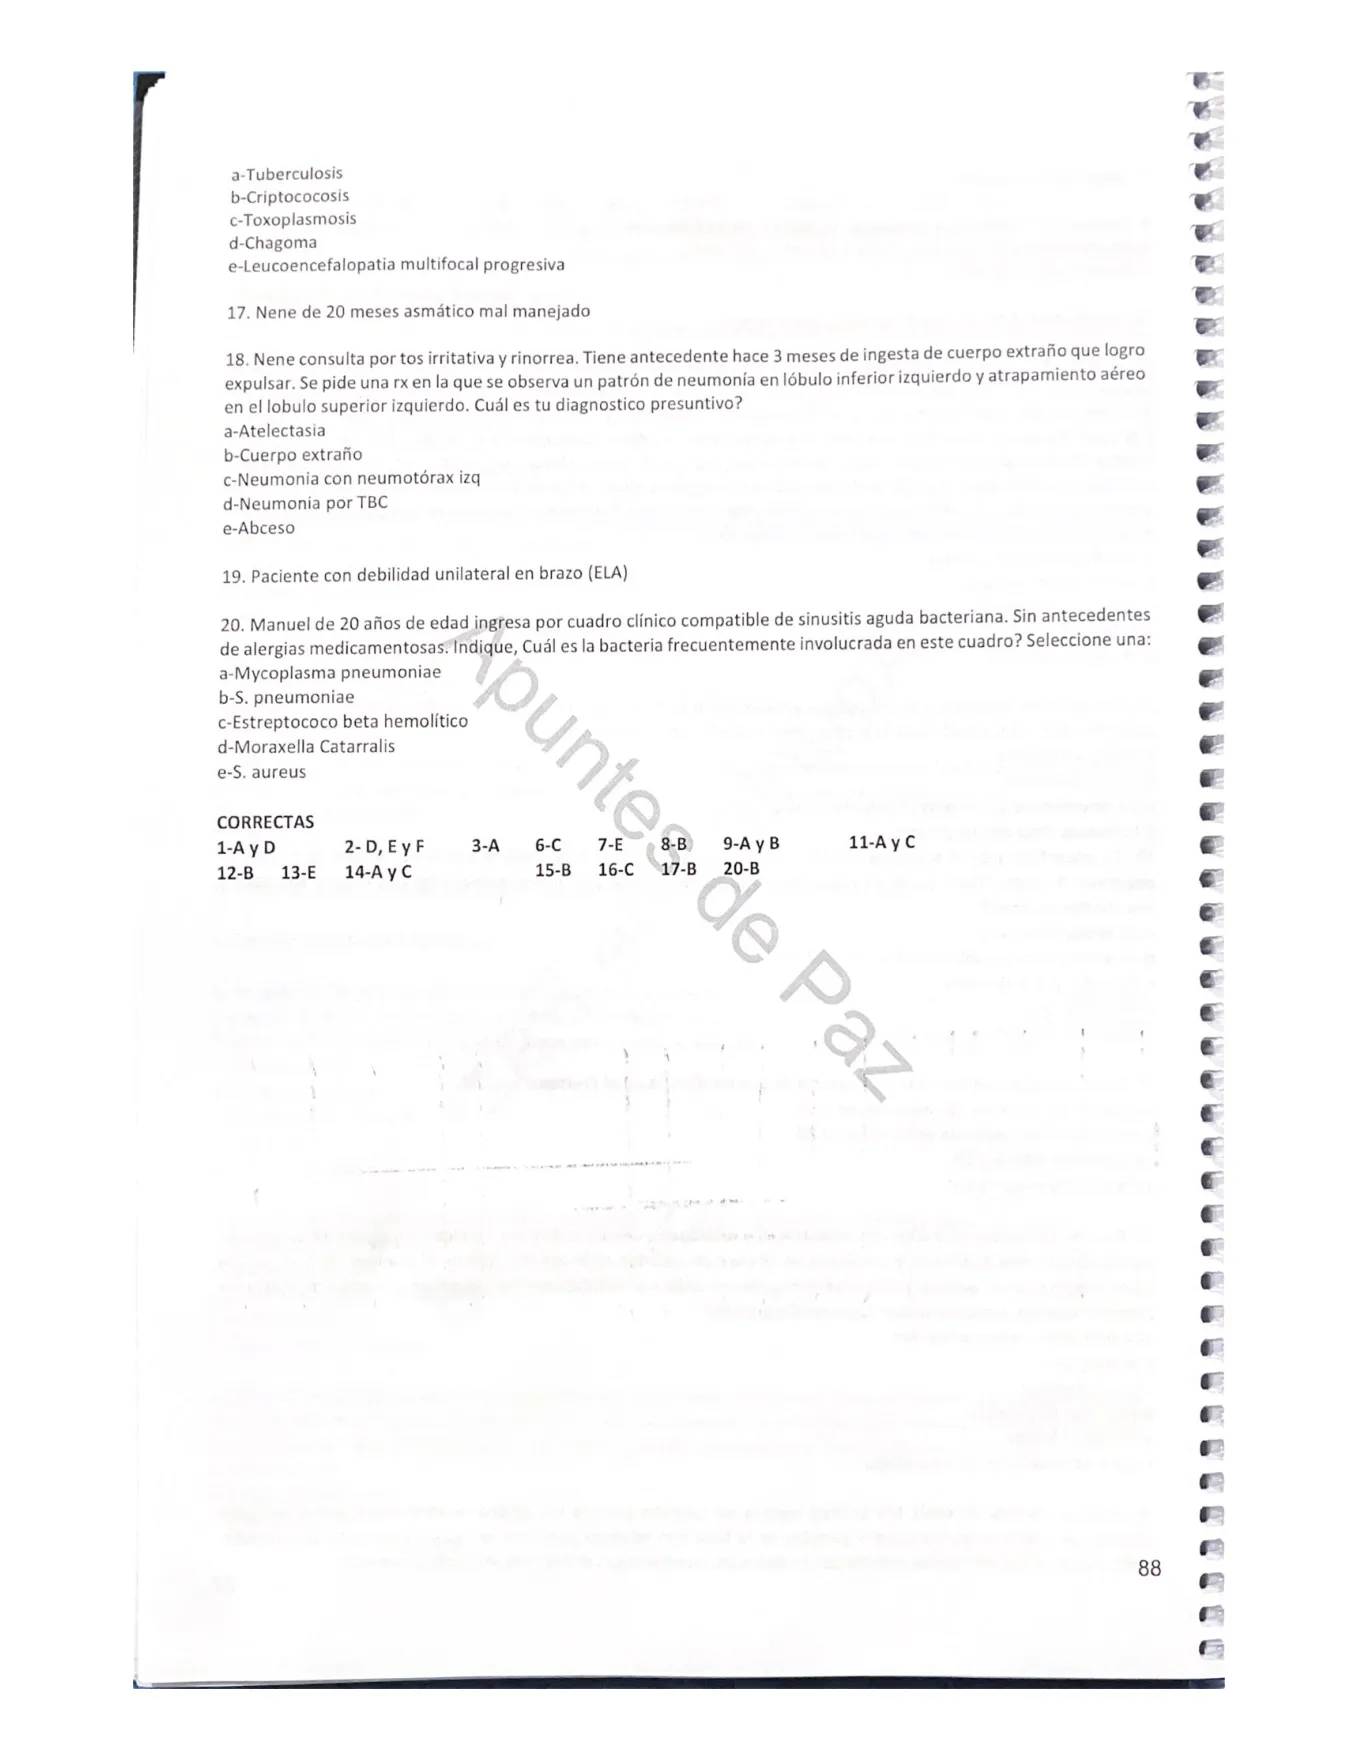 a-Tuberculosis
b-Criptococosis
c-Toxoplasmosis
d-Chagoma
e-Leucoencefalopatia multifocal progresiva
17. Nene de 20 meses asmático mal manejado
18. Nene consulta por tos irritativa y rinorrea. Tiene antecedente hace 3 meses de ingesta de cuerpo extraño que logro
expulsar. Se pide una rx en la que se observa un patrón de neumonía en lóbulo inferior izquierdo y atrapamiento aéreo
en el lobulo superior izquierdo. Cuál es tu diagnostico presuntivo?
a-Atelectasia
b-Cuerpo extraño
c-Neumonia con neumotórax izq
d-Neumonia por TBC
e-Abceso
19. Paciente con debilidad unilateral en brazo (ELA)
20. Manuel de 20 años de edad ingresa por cuadro clínico compatible de sinusitis aguda bacteriana. Sin antecedentes
de alergias medicamentosas. Indique, Cuál es la bacteria frecuentemente involucrada en este cuadro? Seleccione una:
a-Mycoplasma pneumoniae
b-S. pneumoniae
c-Estreptococo beta hemolítico
d-Moraxella Catarralis
e-S. aureus
CORRECTAS
1-A y D 2- D, E y F 3-A 6-C 7-E 8-B 9-A y B 11-A y C
12-B 13-E 14-A y C 15-B 16-C 17-B 20-B
Apuntes de Paz
88